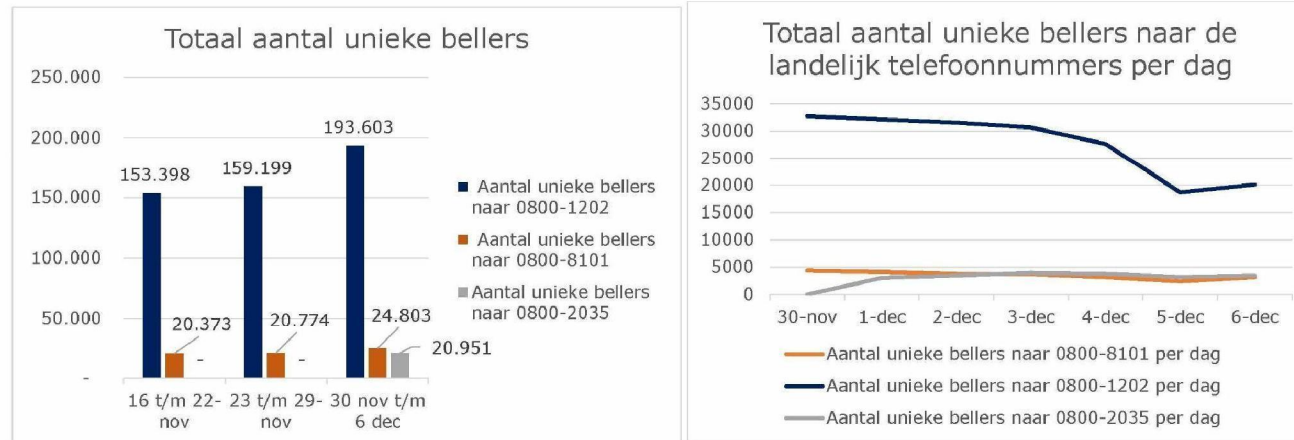 Totaal aantal unieke bellers
250.000
200.000
150.000
100.000
50.000
-
153.398
159.199
193.603
20.373
-
20.774
-
24.803
20.951
16 t/m 22-
nov
23 t/m 29-
nov
30 nov t/m
6 dec
Aantal unieke bellers
naar 0800-1202
Aantal unieke bellers
naar 0800-8101
Aantal unieke bellers
naar 0800-2035
Totaal aantal unieke bellers naar de
landelijk telefoonnummers per dag
35000
30000
25000
20000
15000
10000
5000
0
30-nov 1-dec 2-dec 3-dec 4-dec 5-dec 6-dec
Aantal unieke bellers naar 0800-8101 per dag
Aantal unieke bellers naar 0800-1202 per dag
Aantal unieke bellers naar 0800-2035 per dag